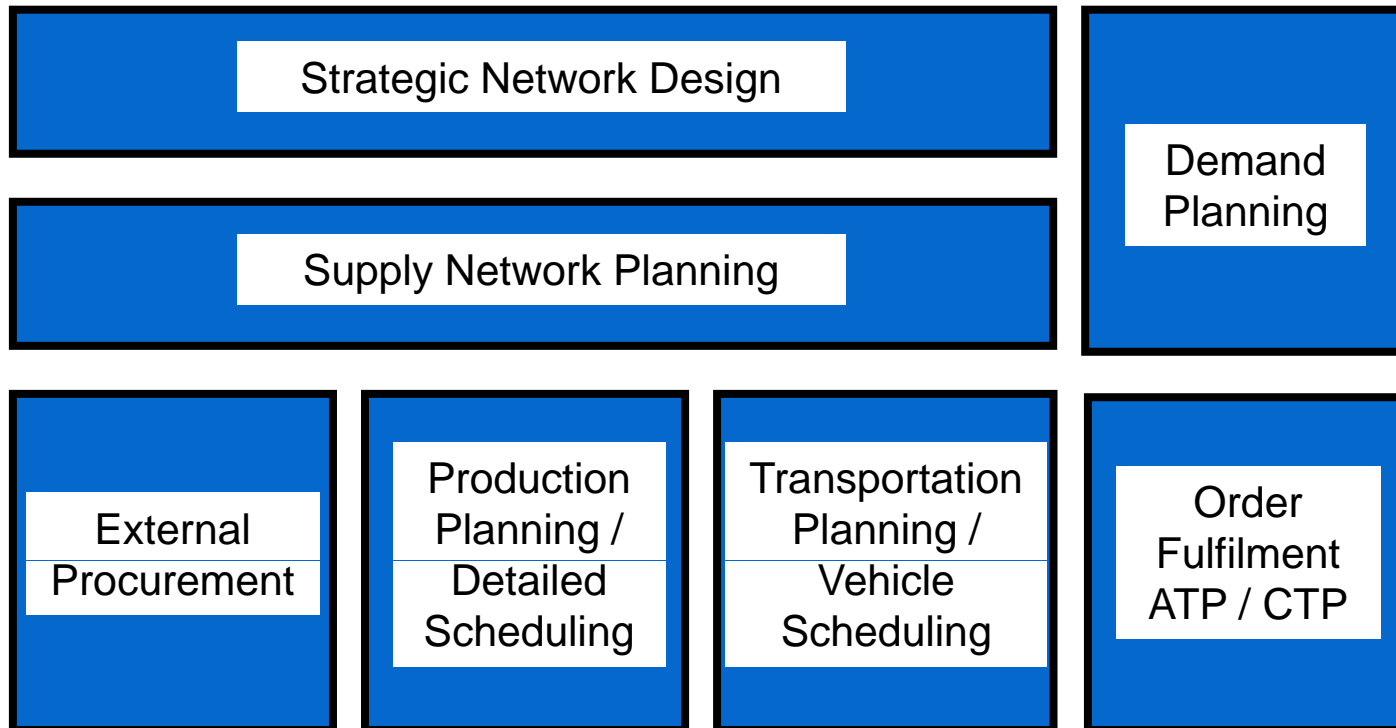 Strategic Network Design
Demand
Planning
Supply Network Planning
External
Procurement
Production
Planning /
Detailed
Scheduling
Transportation
Planning /
Vehicle
Scheduling
Order
Fulfilment
ATP / CTP